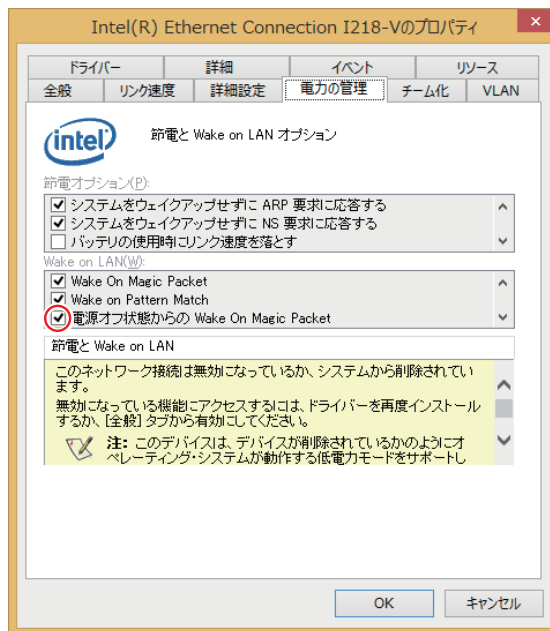 Intel(R) Ethernet Connection I218-Vのプロパティ
ドライバー 詳細 イベント リソース
全般 リンク速度 詳細設定 電力の管理 チーム化 VLAN
intel 節電と Wake on LAN オプション
節電オプション(P):
システムをウェイクアップせずに ARP 要求に応答する
システムをウェイクアップせずに NS 要求に応答する
バッテリの使用時にリンク速度を落とす
Wake on LAN(W):
Wake On Magic Packet
Wake on Pattern Match
電源オフ状態からの Wake On Magic Packet
節電と Wake on LAN
このネットワーク接続は無効になっているか、システムから削除されてい
ます。
無効になっている機能にアクセスするには、ドライバーを再度インストール
するか、[全般] タブから有効にしてください。
注: このデバイスは、デバイスが削除されているかのようにオ
ペレーティング・システムが動作する低電力モードをサポートし
OK キャンセル